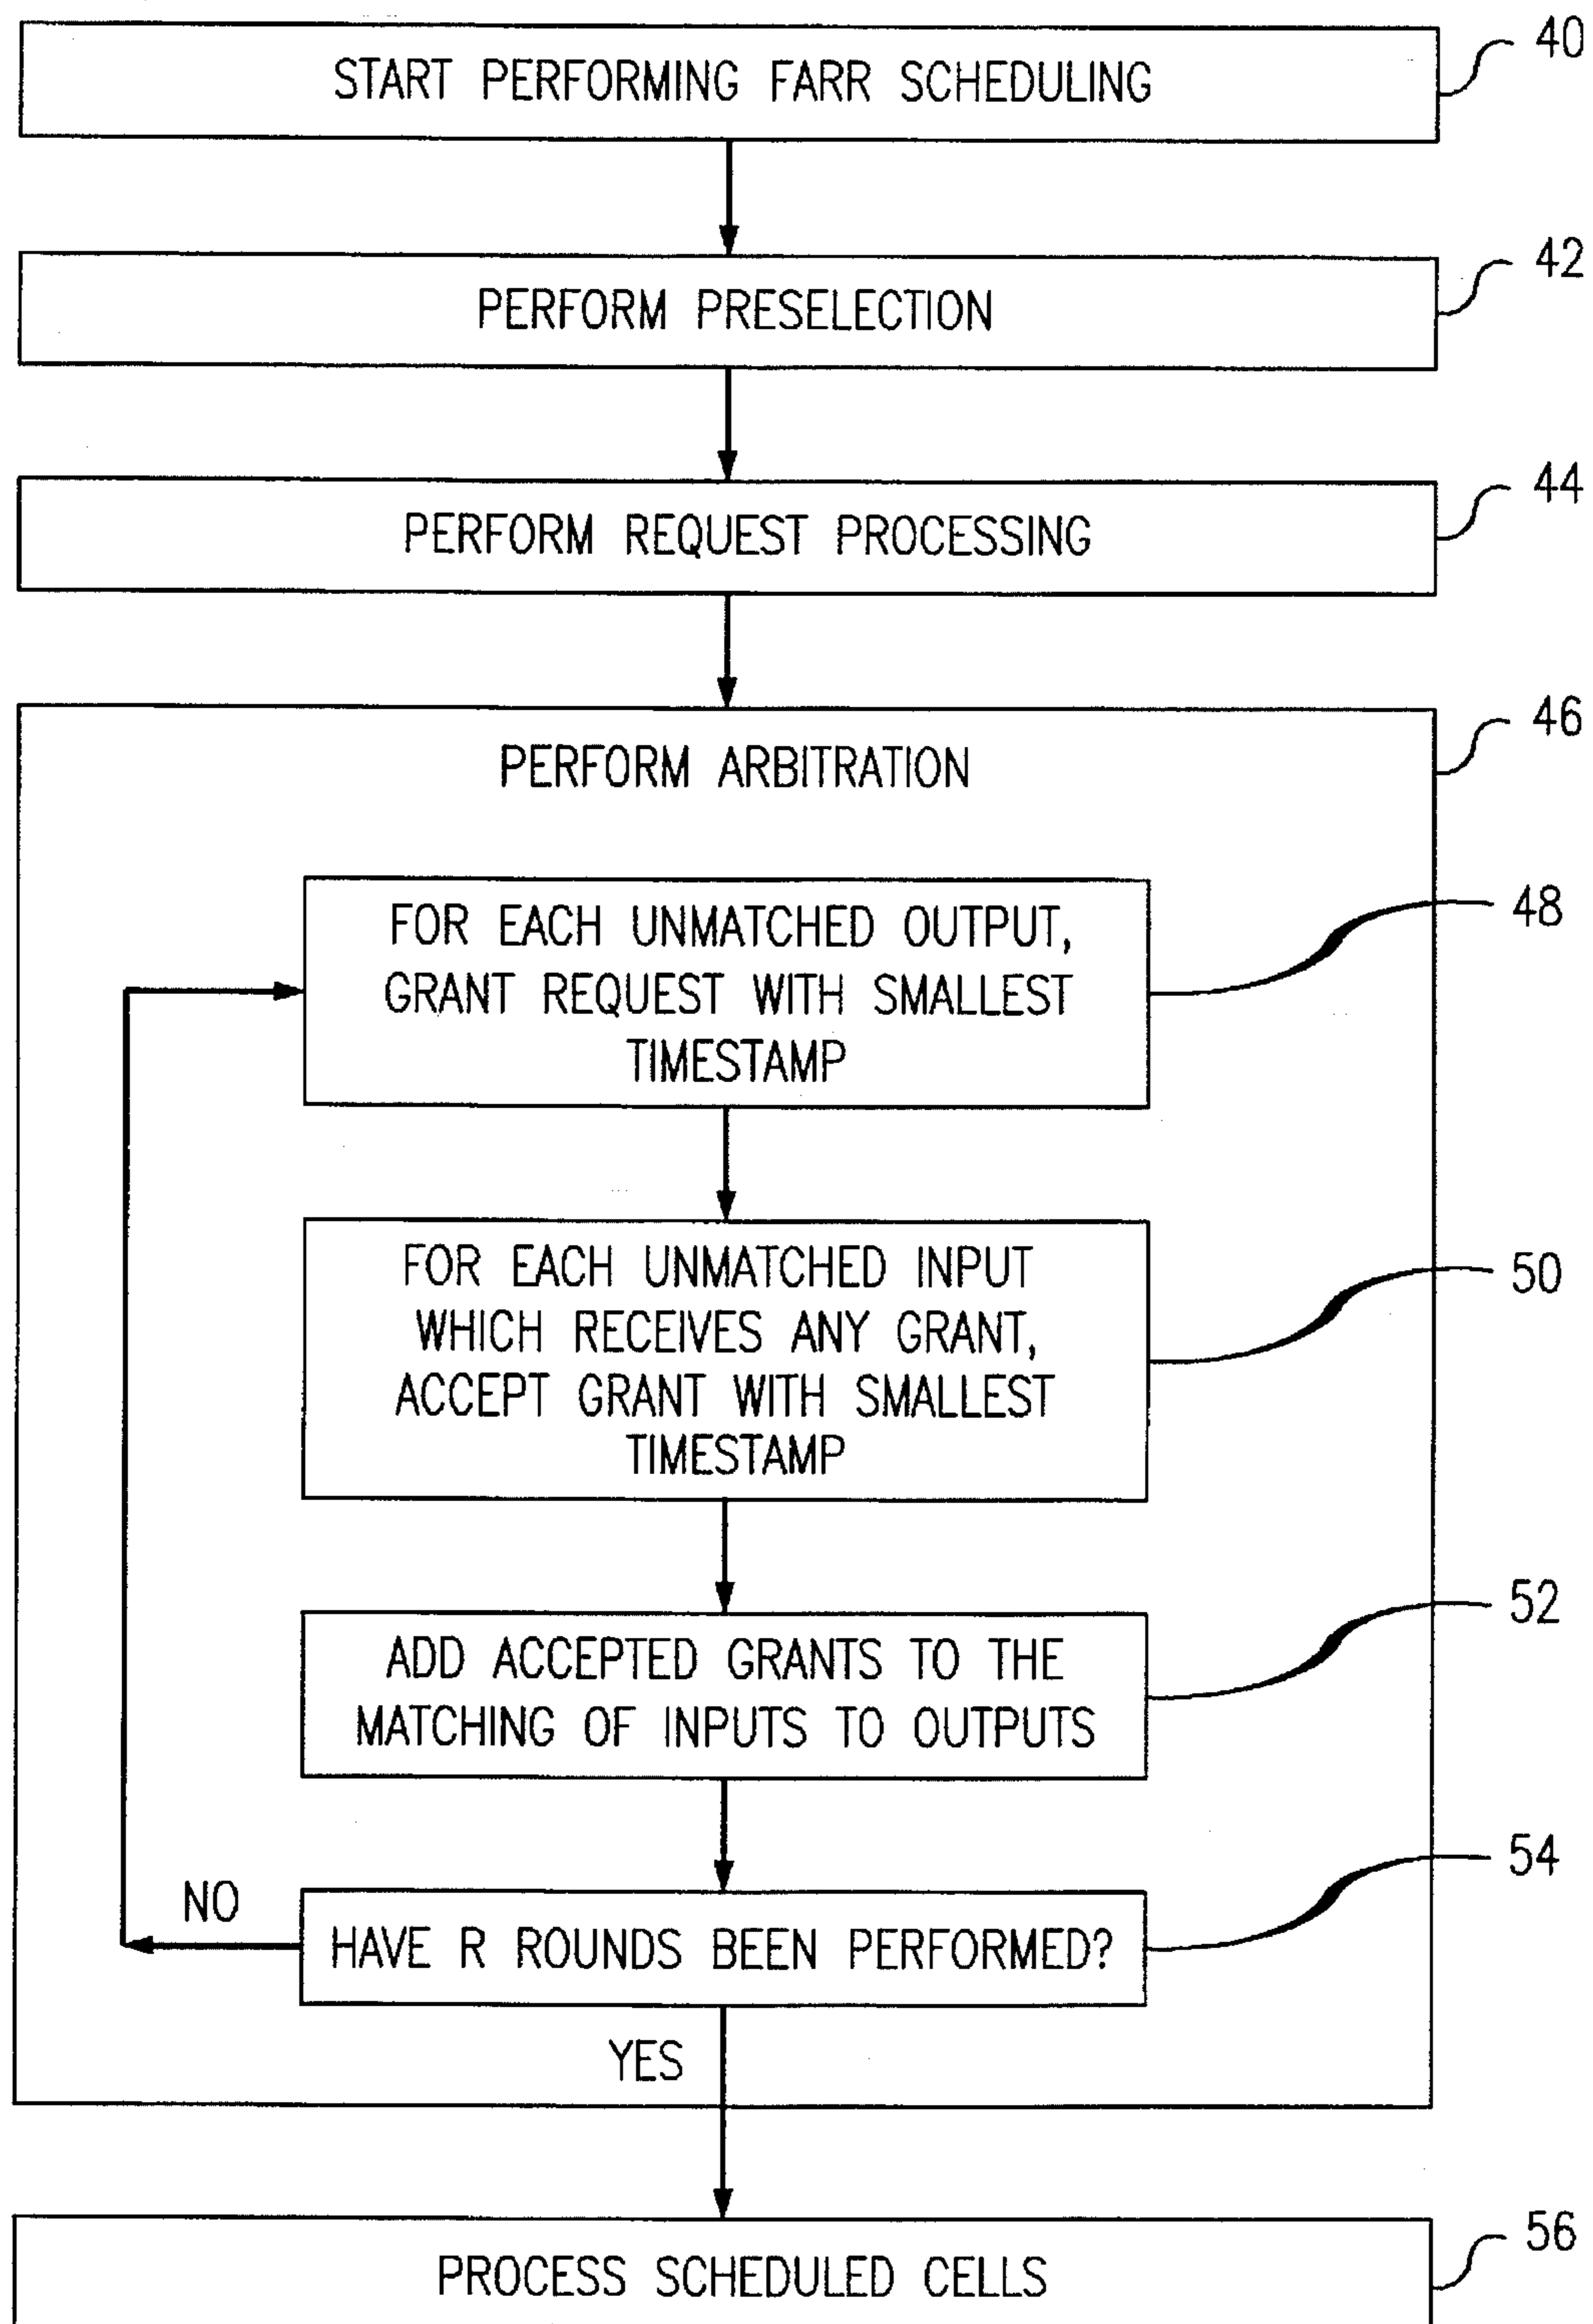 START PERFORMING FARR SCHEDULING
40
PERFORM PRESELECTION
42
PERFORM REQUEST PROCESSING
44
PERFORM ARBITRATION
46
FOR EACH UNMATCHED OUTPUT,
GRANT REQUEST WITH SMALLEST
TIMESTAMP
48
FOR EACH UNMATCHED INPUT
WHICH RECEIVES ANY GRANT,
ACCEPT GRANT WITH SMALLEST
TIMESTAMP
50
ADD ACCEPTED GRANTS TO THE
MATCHING OF INPUTS TO OUTPUTS
52
HAVE R ROUNDS BEEN PERFORMED?
54
NO
YES
PROCESS SCHEDULED CELLS
56